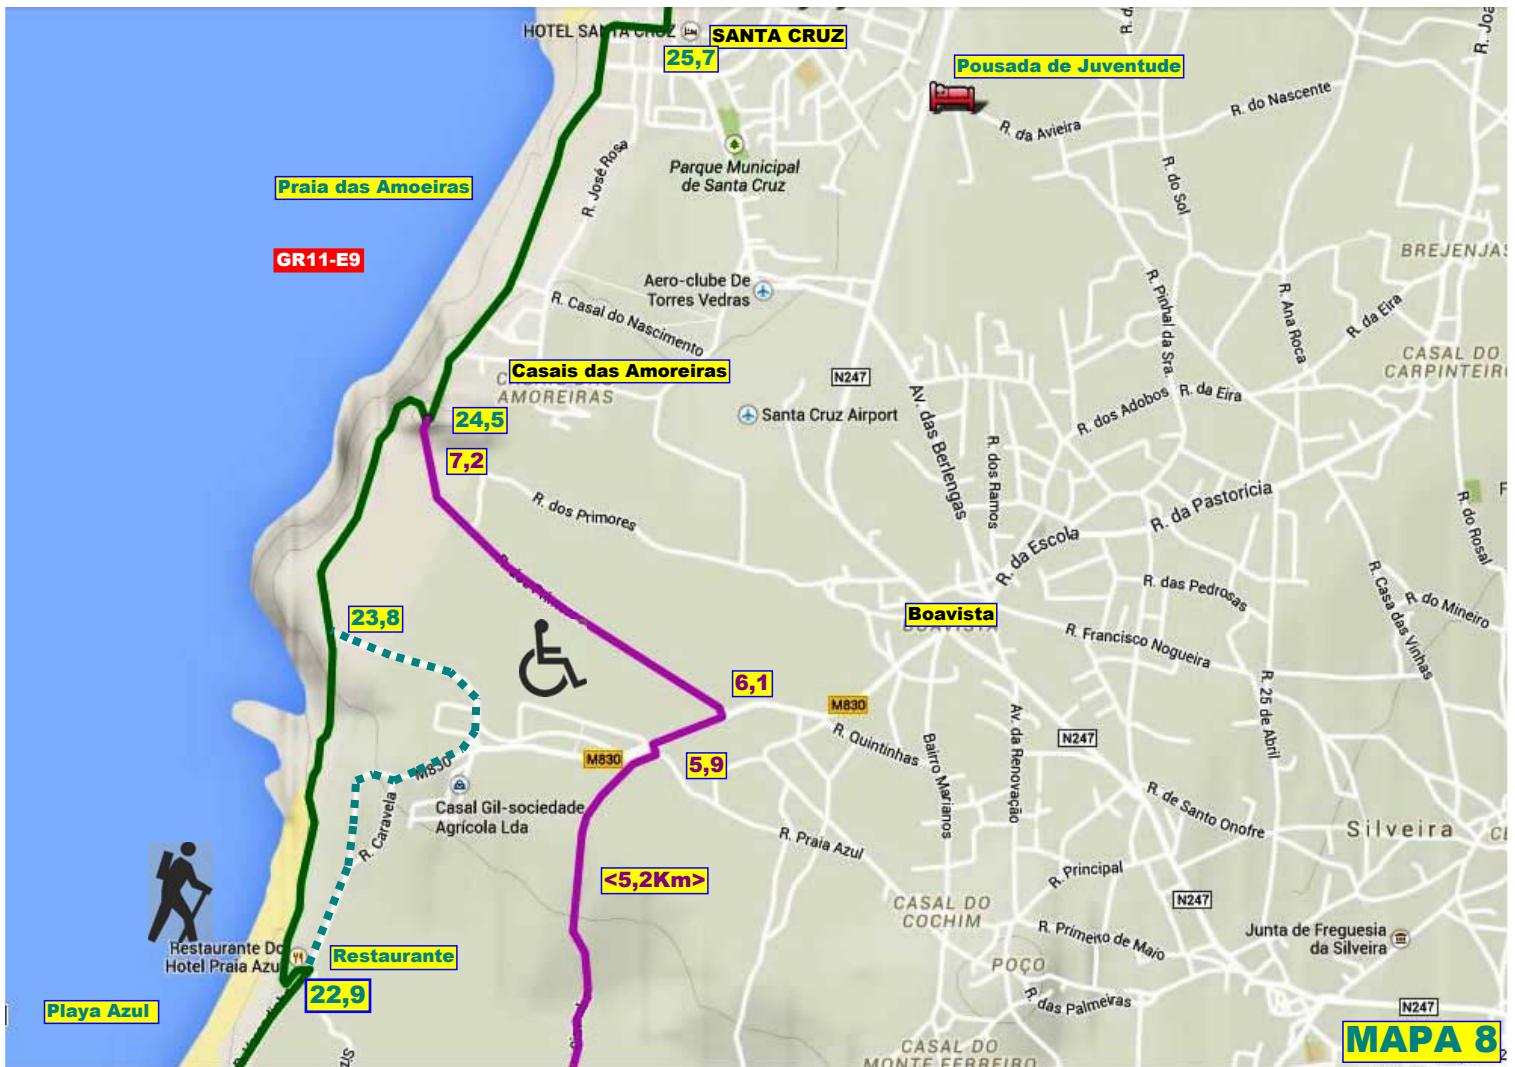 HOTEL SANTA CRUZ
SANTA CRUZ
25,7
Pousada de Juventude
R. do Nascente
R. da Avieira
R. José Rosa
Parque Municipal
de Santa Cruz
R. do Sol
Praia das Amoeiras
GR11-E9
BREJENJAS
Aero-clube De
Torres Vedras
R. Casal do Nascimento
R. Pinhal da Sra.
R. Ana Roca
R. da Eira
CASAL DO
CARPINTEIR
Casais das Amoreiras
AMOREIRAS
N247
Santa Cruz Airport
Av. das Berlengas
R. dos Adobos
R. da Eira
24,5
7,2
R. dos Ramos
R. dos Primores
R. da Pastorícia
R. da Escola
R. do Rosal
R. das Pedrosas
R. Casa das Vinhas
R. do Mineiro
23,8
Boavista
BOAVISTA
R. Francisco Nogueira
6,1
M830
R. 25 de Abril
R. Quintinhas
Bairro Marianos
Av. da Renovação
N247
M830
5,9
M830
Casal Gil-sociedade
Agrícola Lda
R. Caravela
R. Praia Azul
R. de Santo Onofre
Silveira
<5,2Km>
R. Principal
N247
CASAL DO
COCHIM
R. Primeiro de Maio
Junta de Freguesia
da Silveira
Restaurante Do
Hotel Praia Azul
Restaurante
22,9
Playa Azul
POÇO
R. das Palmeiras
N247
CASAL DO
MONTE FERREIRO
MAPA 8